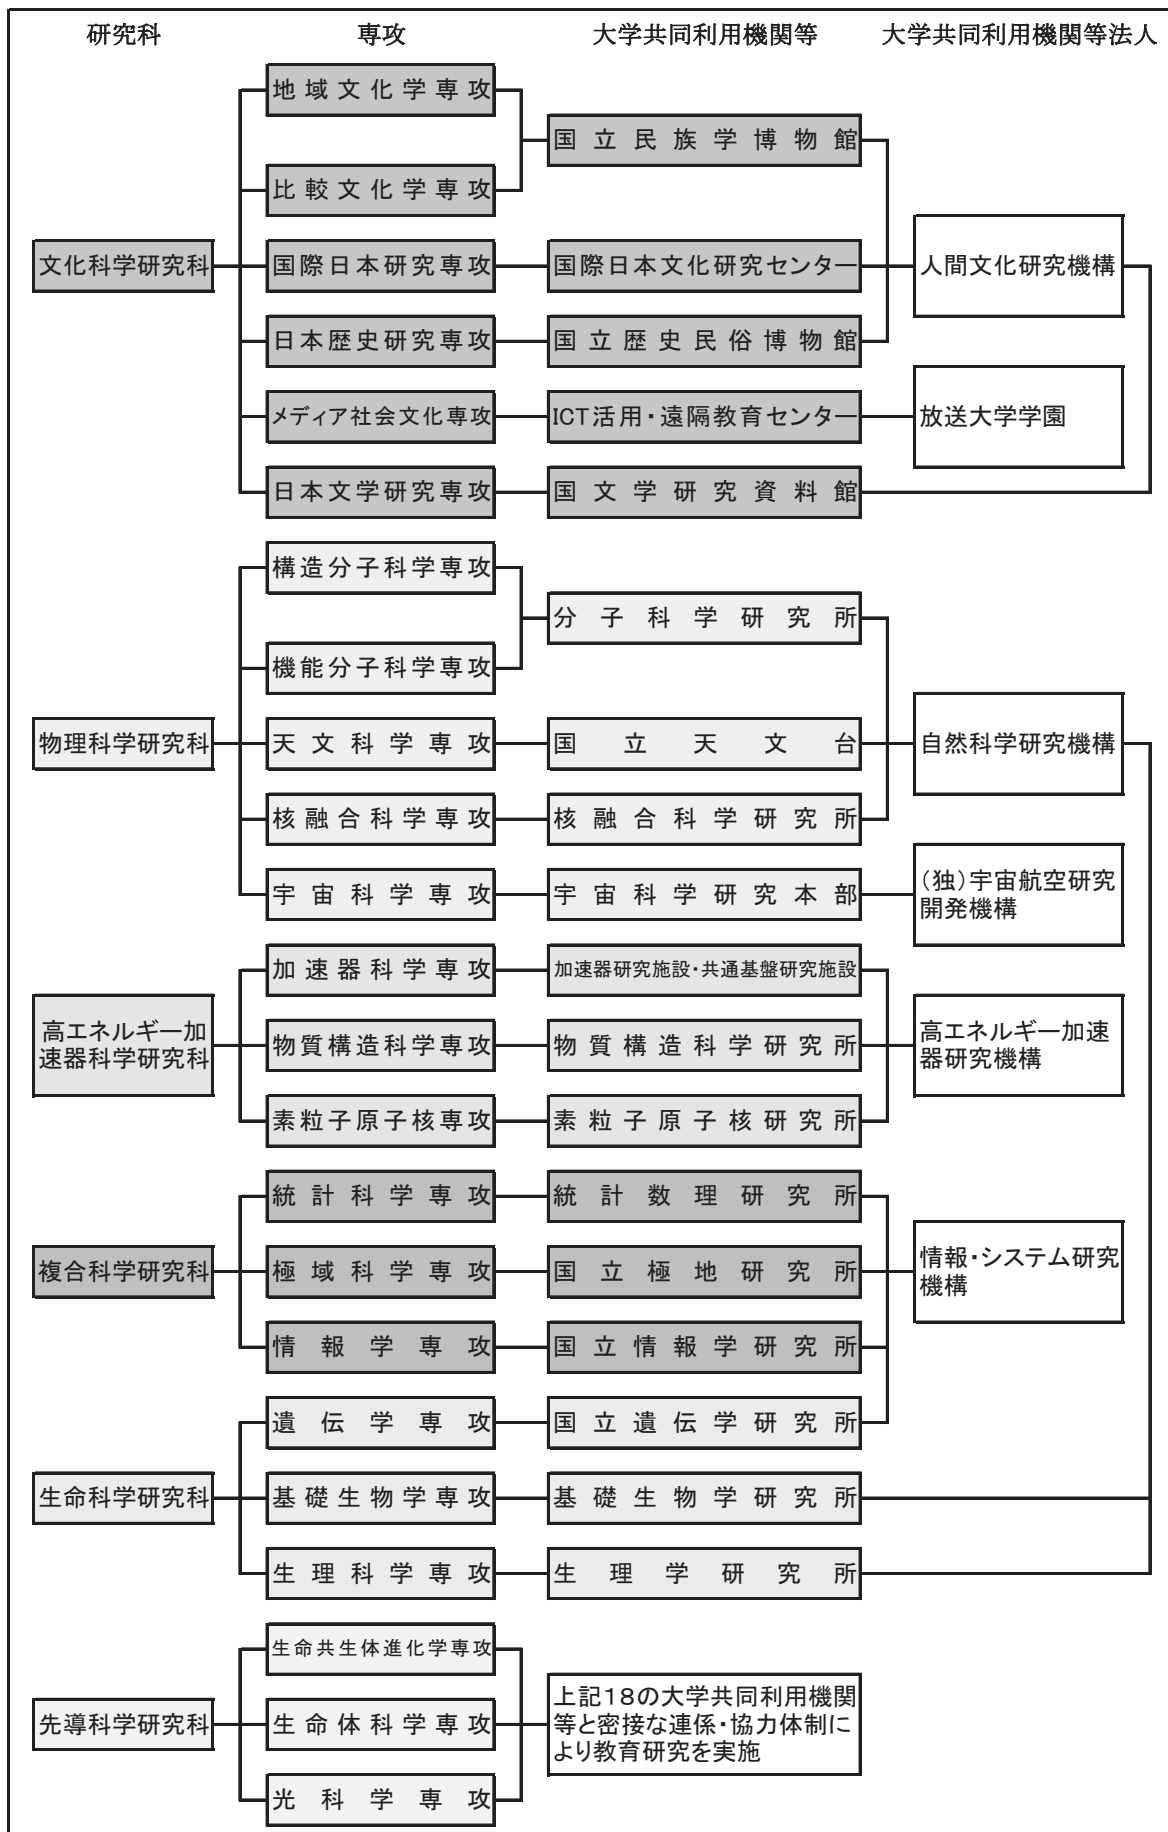 研究科 専攻 大学共同利用機関等 大学共同利用機関等法人
地域文化学専攻
国立民族学博物館
比較文化学専攻
文化科学研究科 国際日本研究専攻 国際日本文化研究センター 人間文化研究機構
日本歴史研究専攻 国立歴史民俗博物館
メディア社会文化専攻 ICT活用・遠隔教育センター 放送大学学園
日本文学研究専攻 国文学研究資料館
構造分子科学専攻
分子科学研究所
機能分子科学専攻
物理科学研究科 天文科学専攻 国立天文台 自然科学研究機構
核融合科学専攻 核融合科学研究所
宇宙科学専攻 宇宙科学研究本部 （独）宇宙航空研究
開発機構
加速器科学専攻 加速器研究施設・共通基盤研究施設
高エネルギー加
速器科学研究科 物質構造科学専攻 物質構造科学研究所 高エネルギー加速
器研究機構
素粒子原子核専攻 素粒子原子核研究所
統計科学専攻 統計数理研究所
複合科学研究科 極域科学専攻 国立極地研究所 情報・システム研究
機構
情報学専攻 国立情報学研究所
遺伝学専攻 国立遺伝学研究所
生命科学研究科 基礎生物学専攻 基礎生物学研究所
生理科学専攻 生理学研究所
生命共生体進化学専攻
先導科学研究科 生命体科学専攻 上記18の大学共同利用機関
等と密接な連係・協力体制に
より教育研究を実施
光科学専攻